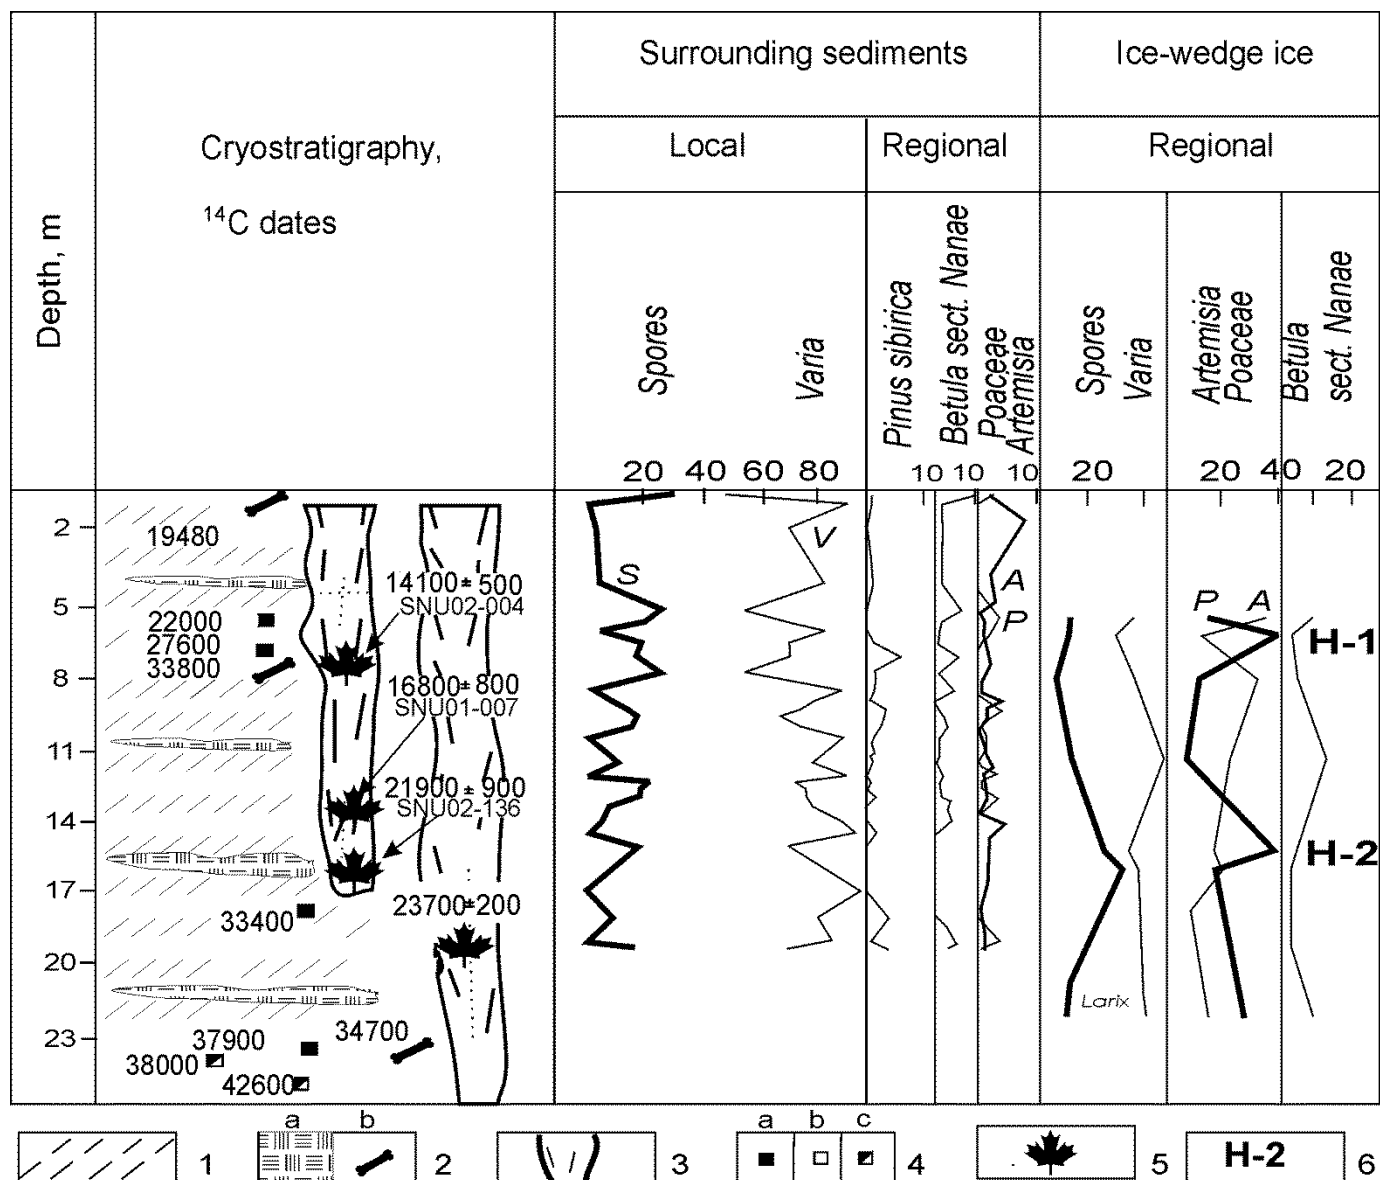 Surrounding sediments
Ice-wedge ice
Cryostratigraphy,
14C dates
Local
Regional
Regional
Depth, m
Spores
Varia
Pinus sibirica
Betula sect. Nanae
Poaceae
Artemisia
Spores
Varia
Artemisia
Poaceae
Betula
sect. Nanae
20 40 60 80 10 10 10 20 20 40 20
2
5
8
11
14
17
20
23
19480
22000
27600
33800
33400
37900
38000
42600
34700
14100±500
SNU02-004
16800±800
SNU01-007
21900±900
SNU02-136
23700±200
S
V
A
P
P A
H-1
H-2
Larix
1
a b
2
3
a b c
4
5
H-2
6